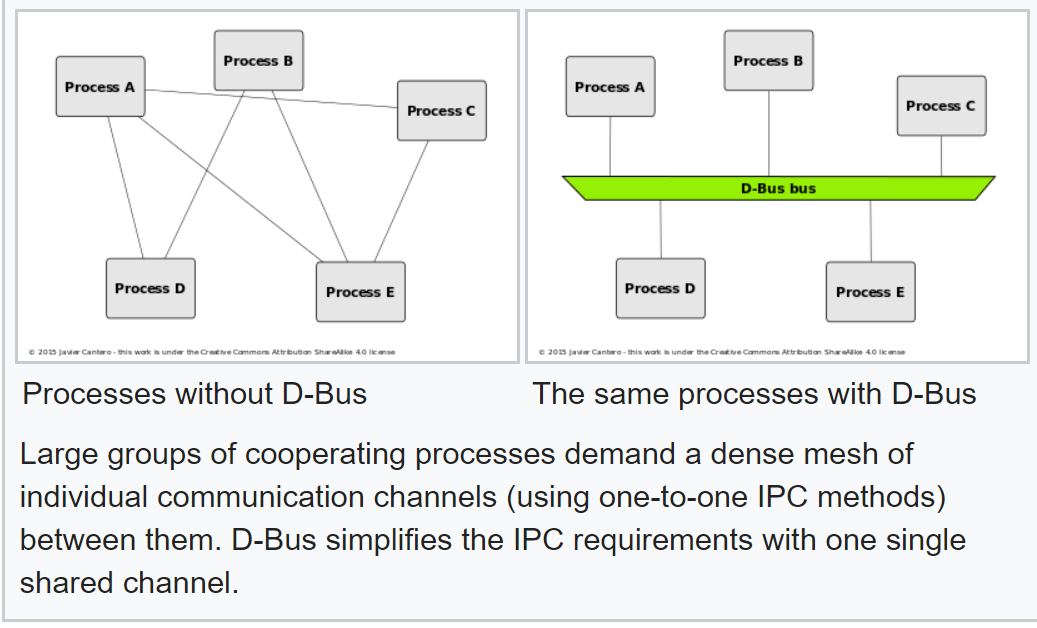 Process A
Process B
Process C
Process D
Process E
© 2015 Javier Cantero - this work is under the Creative Commons Attribution ShareAlike 4.0 license
Processes without D-Bus
Process A
Process B
Process C
D-Bus bus
Process D
Process E
© 2015 Javier Cantero - this work is under the Creative Commons Attribution ShareAlike 4.0 license
The same processes with D-Bus
Large groups of cooperating processes demand a dense mesh of
individual communication channels (using one-to-one IPC methods)
between them. D-Bus simplifies the IPC requirements with one single
shared channel.